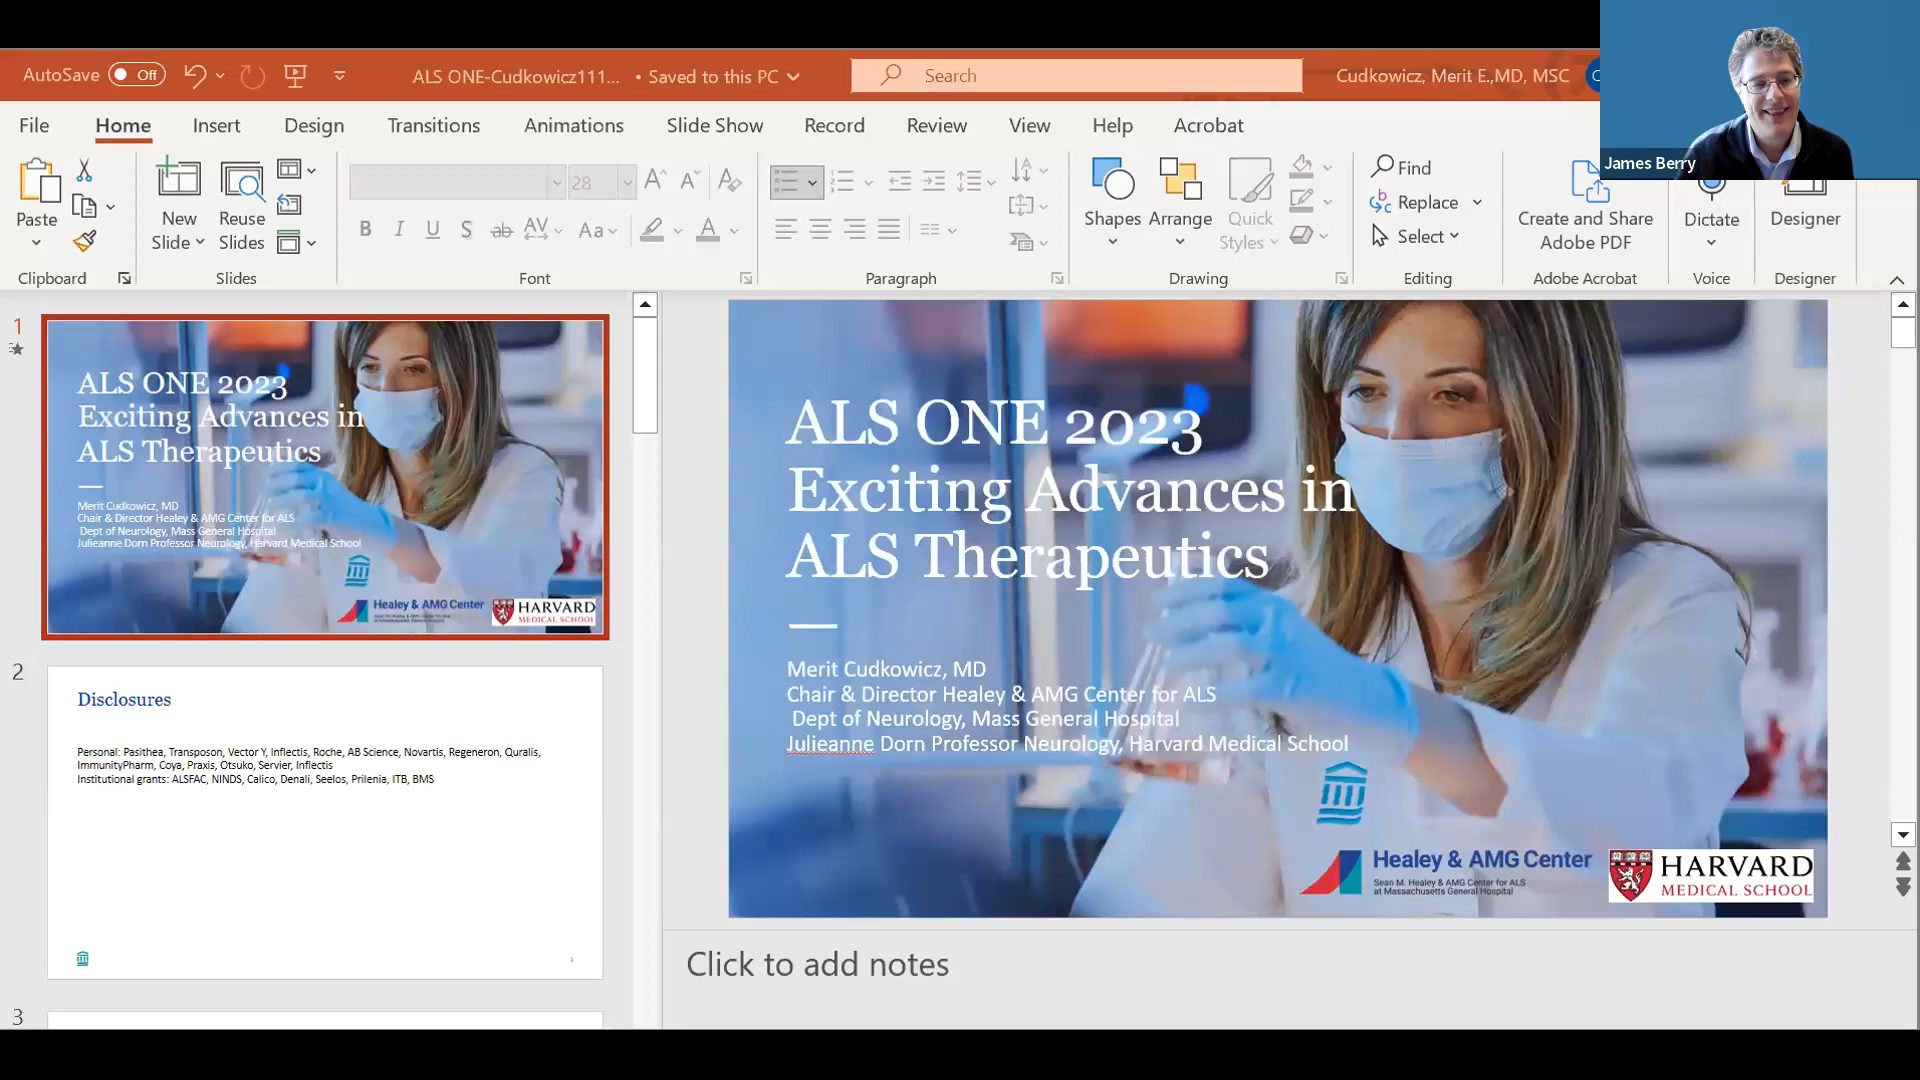 AutoSave Off
ALS ONE-Cudkowicz111... • Saved to this PC
Search
Cudkowicz, Merit E.,MD, MSC
James Berry
File Home Insert Design Transitions Animations Slide Show Record Review View Help Acrobat
Paste
New Slide
Reuse Slides
28
B I U S ab AV Aa A
Shapes Arrange Quick Styles
Find
Replace
Select
Create and Share Adobe PDF
Dictate
Designer
Clipboard Slides Font Paragraph Drawing Editing Adobe Acrobat Voice Designer
1
ALS ONE 2023
Exciting Advances in
ALS Therapeutics
Merit Cudkowicz, MD
Chair & Director Healey & AMG Center for ALS
Dept of Neurology, Mass General Hospital
Julieanne Dorn Professor Neurology, Harvard Medical School
Healey & AMG Center
HARVARD
MEDICAL SCHOOL
2
Disclosures
Personal: Pasithea, Transposon, Vector Y, Inflectis, Roche, AB Science, Novartis, Regeneron, Quralis,
ImmunityPharm, Coya, Praxis, Otsuko, Servier, Inflectis
Institutional grants: ALSFAC, NINDS, Calico, Denali, Seelos, Prilenia, ITB, BMS
3
ALS ONE 2023
Exciting Advances in
ALS Therapeutics
Merit Cudkowicz, MD
Chair & Director Healey & AMG Center for ALS
Dept of Neurology, Mass General Hospital
Julieanne Dorn Professor Neurology, Harvard Medical School
Healey & AMG Center
Sean M. Healey & AMG Center for ALS
at Massachusetts General Hospital
HARVARD
MEDICAL SCHOOL
Click to add notes